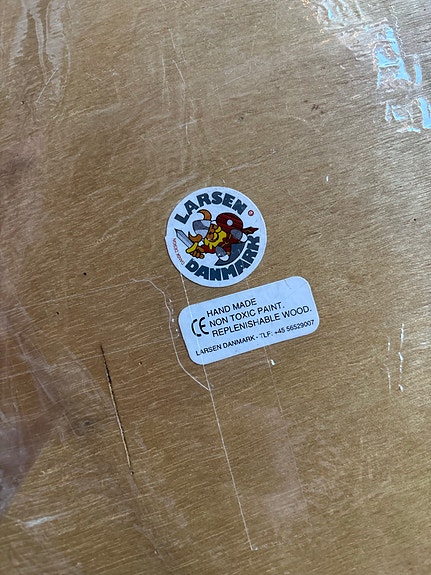 LARSEN
DANMARK
HAND MADE
CE NON TOXIC PAINT.
REPLENISHABLE WOOD.
LARSEN DANMARK - TLF: +45 56529007